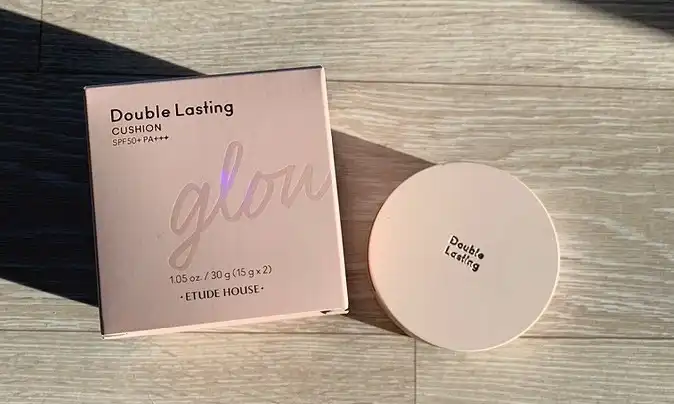 Double Lasting
CUSHION
SPF50+ PA+++
glow
1.05 oz. / 30 g (15 g x 2)
·ETUDE HOUSE·
Double
Lasting